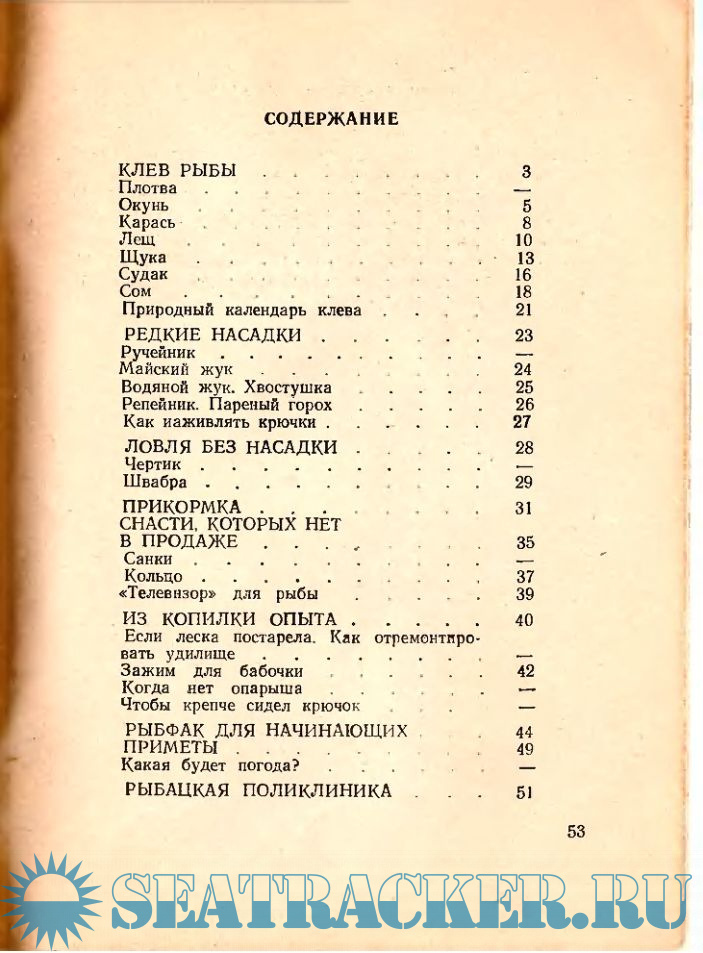 СОДЕРЖАНИЕ
КЛЕВ РЫБЫ . . . . . . . 3
Плотва . . . . . . . . . —
Окунь . . . . . . . . . 5
Карась . . . . . . . . . 8
Лещ . . . . . . . . . 10
Щука . . . . . . . . . 13
Судак . . . . . . . . . 16
Сом . . . . . . . . . 18
Природный календарь клева . . . . 21
РЕДКИЕ НАСАДКИ . . . . . . 23
Ручейник . . . . . . . . . —
Майский жук . . . . . . . 24
Водяной жук. Хвостушка . . . . . 25
Репейник. Пареный горох . . . . . 26
Как наживлять крючки . . . . . . 27
ЛОВЛЯ БЕЗ НАСАДКИ . . . . . 28
Чертик . . . . . . . . . . —
Швабра . . . . . . . . . . 29
ПРИКОРМКА . . . . . . . . 31
СНАСТИ, КОТОРЫХ НЕТ
В ПРОДАЖЕ . . . . . . . . 35
Санки . . . . . . . . . . —
Кольцо . . . . . . . . . . 37
«Телевизор» для рыбы . . . . . 39
ИЗ КОПИЛКИ ОПЫТА . . . . . 40
Если леска постарела. Как отремонтиро-
вать удилище . . . . . . . . —
Зажим для бабочки . . . . . . 42
Когда нет опарыша . . . . . . —
Чтобы крепче сидел крючок . . . . —
РЫБФАК ДЛЯ НАЧИНАЮЩИХ . . . 44
ПРИМЕТЫ . . . . . . . . . 49
Какая будет погода? . . . . . . —
РЫБАЦКАЯ ПОЛИКЛИНИКА . . . 51
53
SEATRACKER.RU